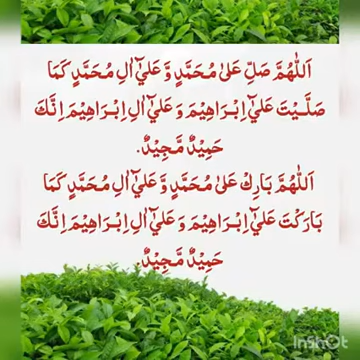 اَللّٰهُمَّ صَلِّ عَلٰى مُحَمَّدٍ وَّ عَلٰٓى اٰلِ مُحَمَّدٍ كَمَا
صَلَّيْتَ عَلٰٓى اِبْرَاهِيْمَ وَ عَلٰٓى اٰلِ اِبْرَاهِيْمَ اِنَّكَ
حَمِيْدٌ مَّجِيْدٌ.
اَللّٰهُمَّ بَارِكْ عَلٰى مُحَمَّدٍ وَّ عَلٰٓى اٰلِ مُحَمَّدٍ كَمَا
بَارَكْتَ عَلٰٓى اِبْرَاهِيْمَ وَ عَلٰٓى اٰلِ اِبْرَاهِيْمَ اِنَّكَ
حَمِيْدٌ مَّجِيْدٌ.
InShOt